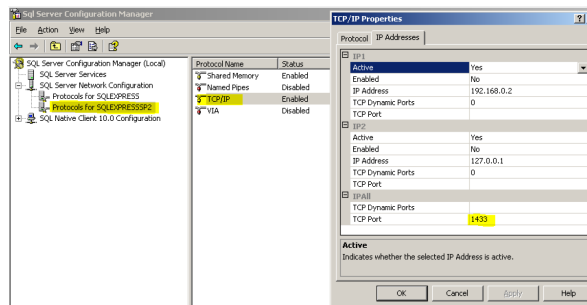 Sql Server Configuration Manager
File Action View Help
SQL Server Configuration Manager (Local)
SQL Server Services
SQL Server Network Configuration
Protocols for SQLEXPRESS
Protocols for SQLEXPRESSSP2
SQL Native Client 10.0 Configuration
Protocol Name Status
Shared Memory Enabled
Named Pipes Disabled
TCP/IP Enabled
VIA Disabled
TCP/IP Properties ?
Protocol IP Addresses
IP1
Active Yes
Enabled No
IP Address 192.168.0.2
TCP Dynamic Ports 0
TCP Port
IP2
Active Yes
Enabled No
IP Address 127.0.0.1
TCP Dynamic Ports 0
TCP Port
IPAll
TCP Dynamic Ports
TCP Port 1433
Active
Indicates whether the selected IP Address is active.
OK Cancel Apply Help